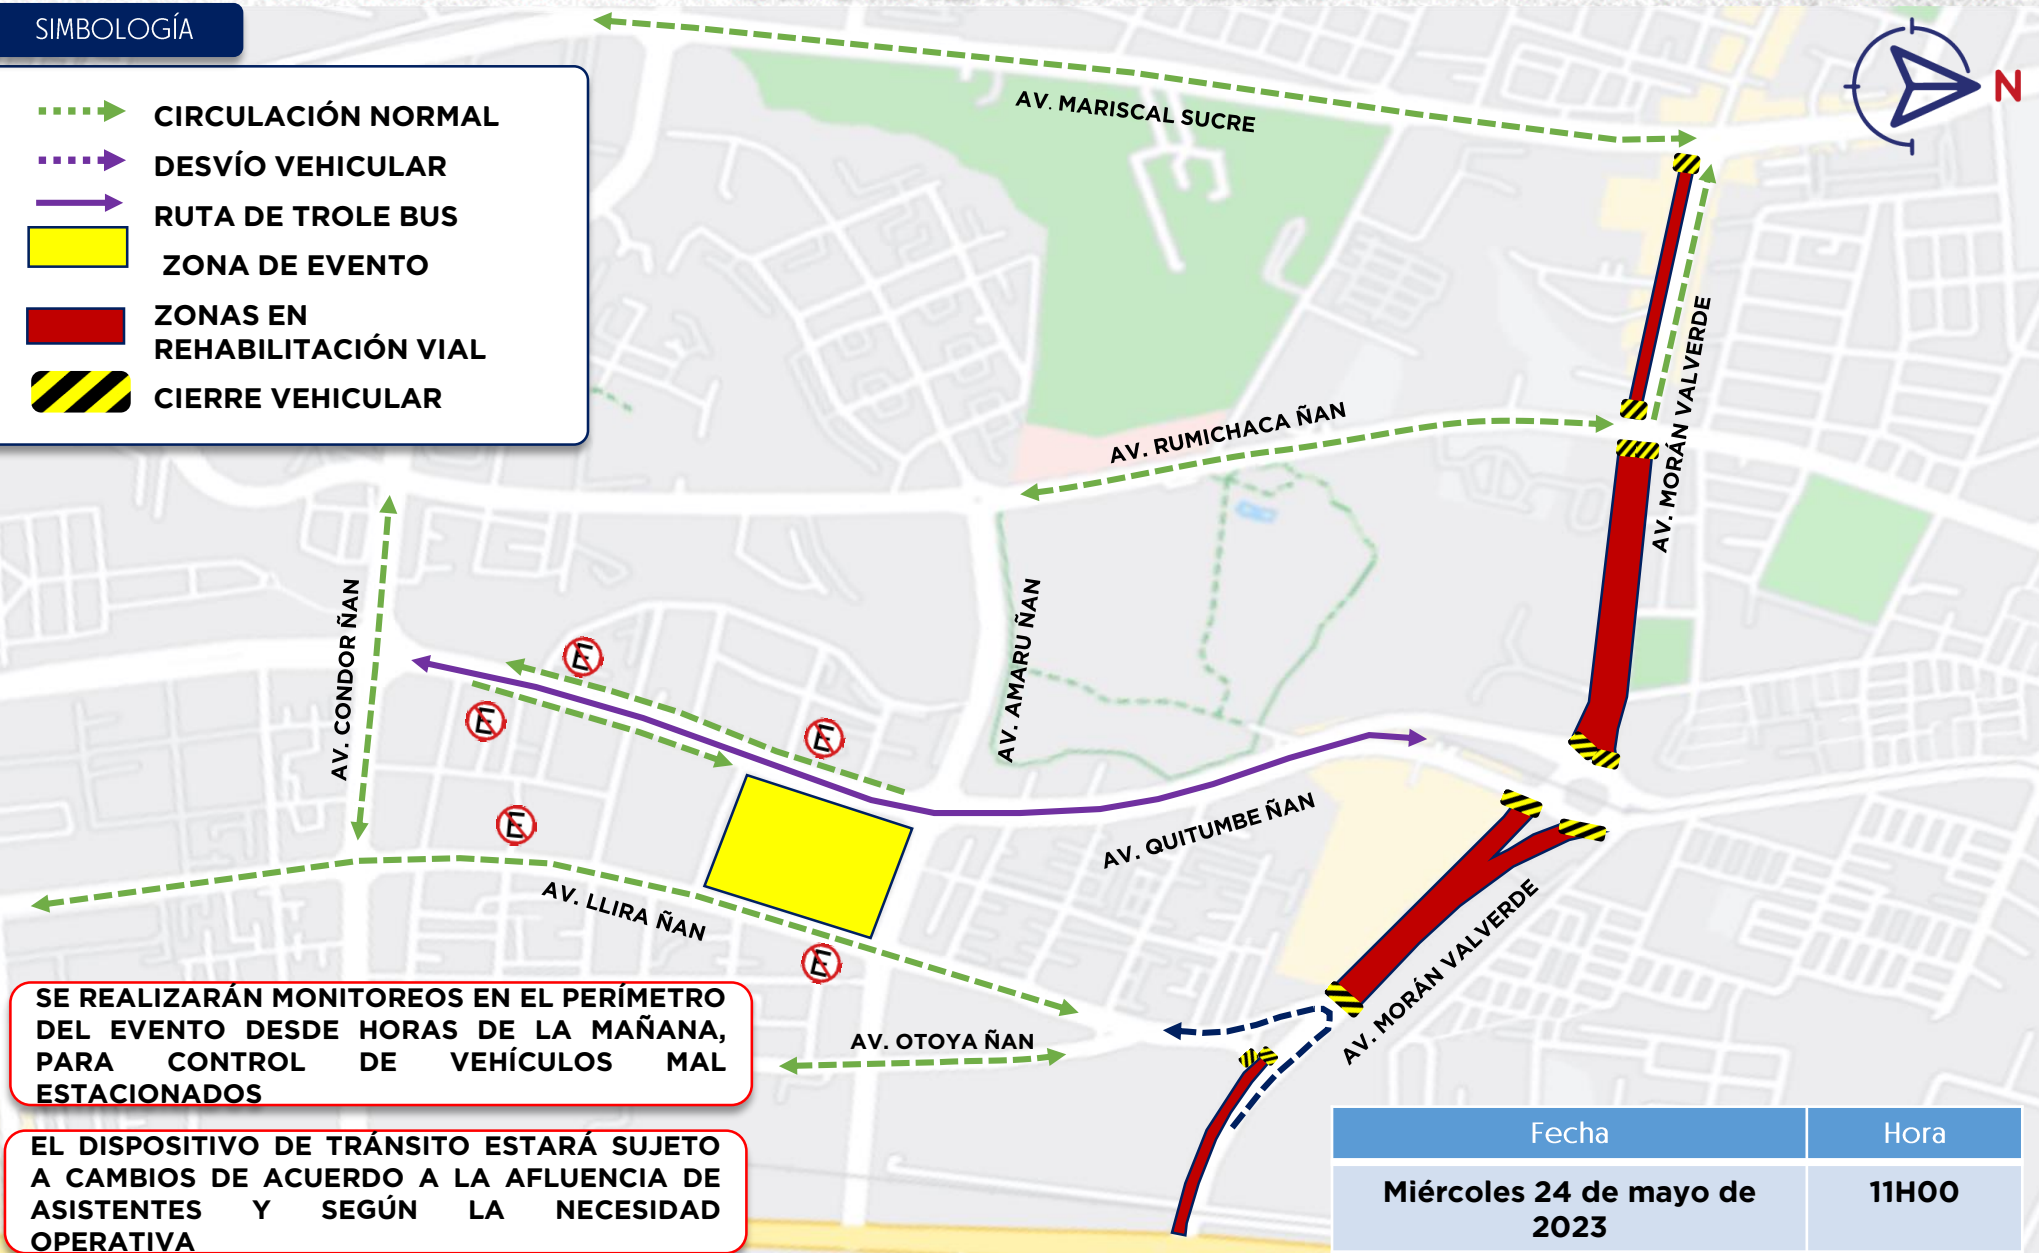 SIMBOLOGÍA
CIRCULACIÓN NORMAL
DESVÍO VEHICULAR
RUTA DE TROLE BUS
ZONA DE EVENTO
ZONAS EN
REHABILITACIÓN VIAL
CIERRE VEHICULAR
N
AV. MARISCAL SUCRE
AV. MORÁN VALVERDE
AV. RUMICHACA ÑAN
AV. CONDOR ÑAN
AV. AMARU ÑAN
E
E
E
E
E
AV. QUITUMBE ÑAN
AV. LLIRA ÑAN
AV. MORÁN VALVERDE
AV. OTOYA ÑAN
SE REALIZARÁN MONITOREOS EN EL PERÍMETRO
DEL EVENTO DESDE HORAS DE LA MAÑANA,
PARA CONTROL DE VEHÍCULOS MAL
ESTACIONADOS
EL DISPOSITIVO DE TRÁNSITO ESTARÁ SUJETO
A CAMBIOS DE ACUERDO A LA AFLUENCIA DE
ASISTENTES Y SEGÚN LA NECESIDAD
OPERATIVA
Fecha Hora
Miércoles 24 de mayo de 11H00
2023